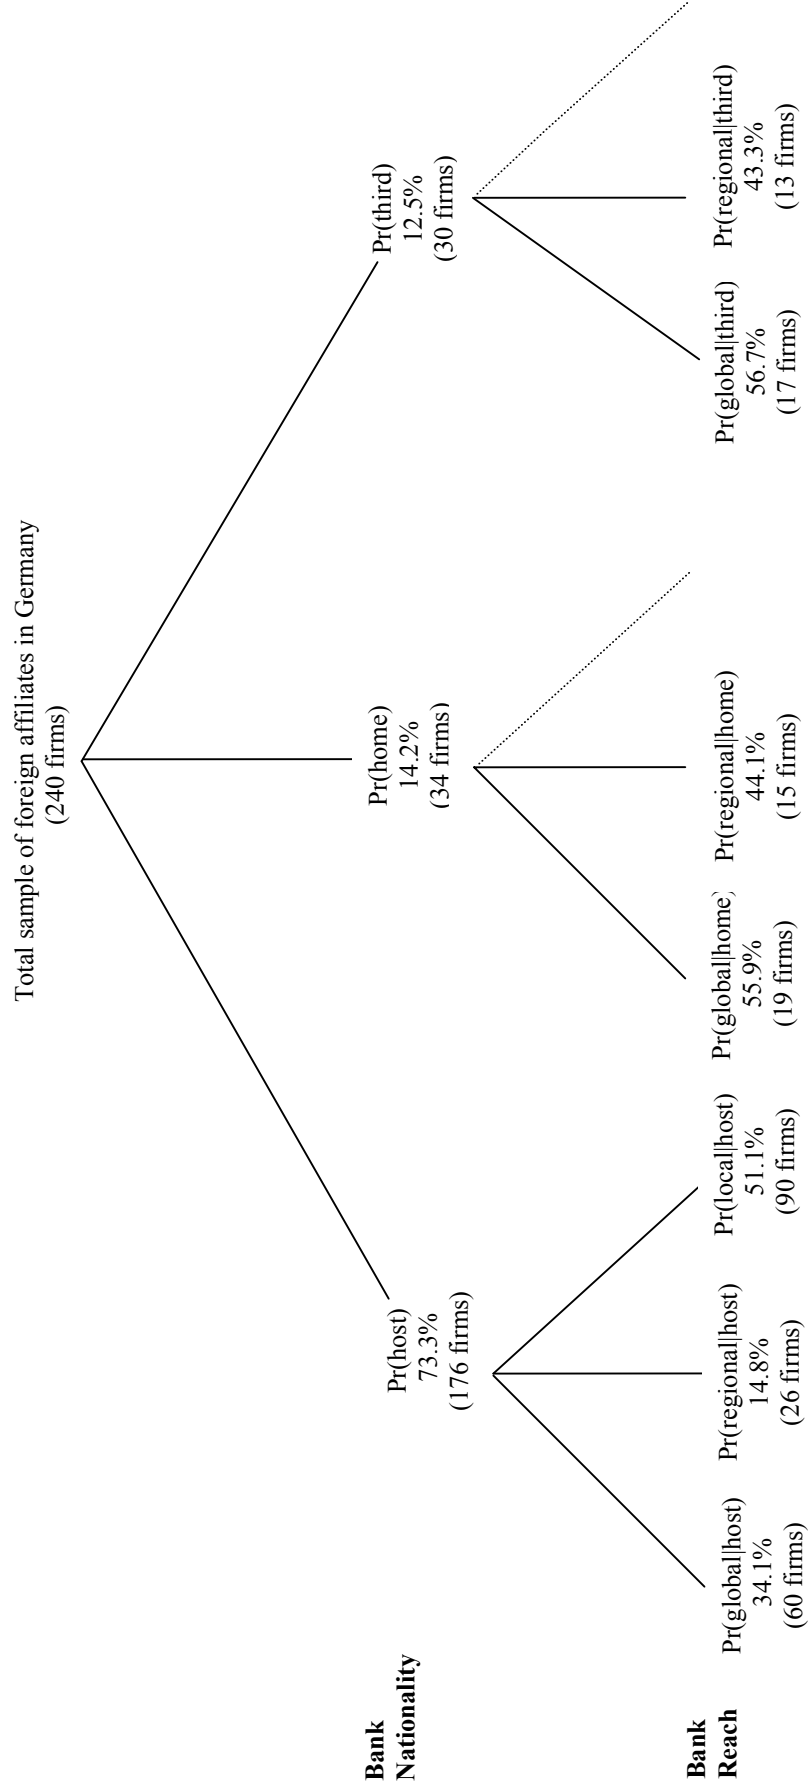 Total sample of foreign affiliates in Germany
(240 firms)
Bank
Nationality
Pr(host)
73.3%
(176 firms)
Pr(home)
14.2%
(34 firms)
Pr(third)
12.5%
(30 firms)
Bank
Reach
Pr(global|host)
34.1%
(60 firms)
Pr(regional|host)
14.8%
(26 firms)
Pr(local|host)
51.1%
(90 firms)
Pr(global|home)
55.9%
(19 firms)
Pr(regional|home)
44.1%
(15 firms)
Pr(global|third)
56.7%
(17 firms)
Pr(regional|third)
43.3%
(13 firms)